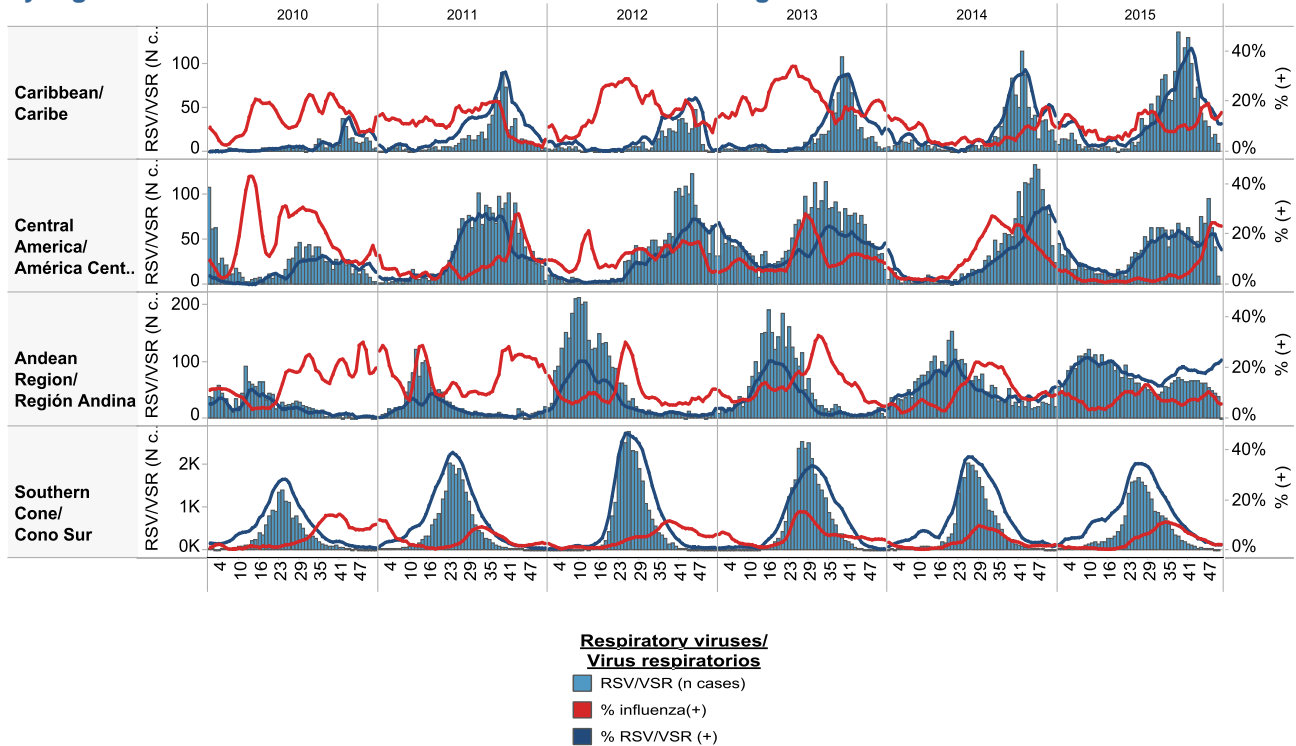 2010 2011 2012 2013 2014 2015
Caribbean/
Caribe
RSV/VSR (N c..
100
50
0
40%
20%
0%
% (+)
Central
America/
América Cent..
RSV/VSR (N c..
100
50
0
40%
20%
0%
% (+)
Andean
Region/
Región Andina
RSV/VSR (N c..
200
100
0
40%
20%
0%
% (+)
Southern
Cone/
Cono Sur
RSV/VSR (N c..
2K
1K
0K
40%
20%
0%
% (+)
4 10 16 23 29 35 41 47 4 10 16 23 29 35 41 47 4 10 16 23 29 35 41 47 4 10 16 23 29 35 41 47 4 10 16 23 29 35 41 47 4 10 16 23 29 35 41 47
Respiratory viruses/
Virus respiratorios
RSV/VSR (n cases)
% influenza(+)
% RSV/VSR (+)